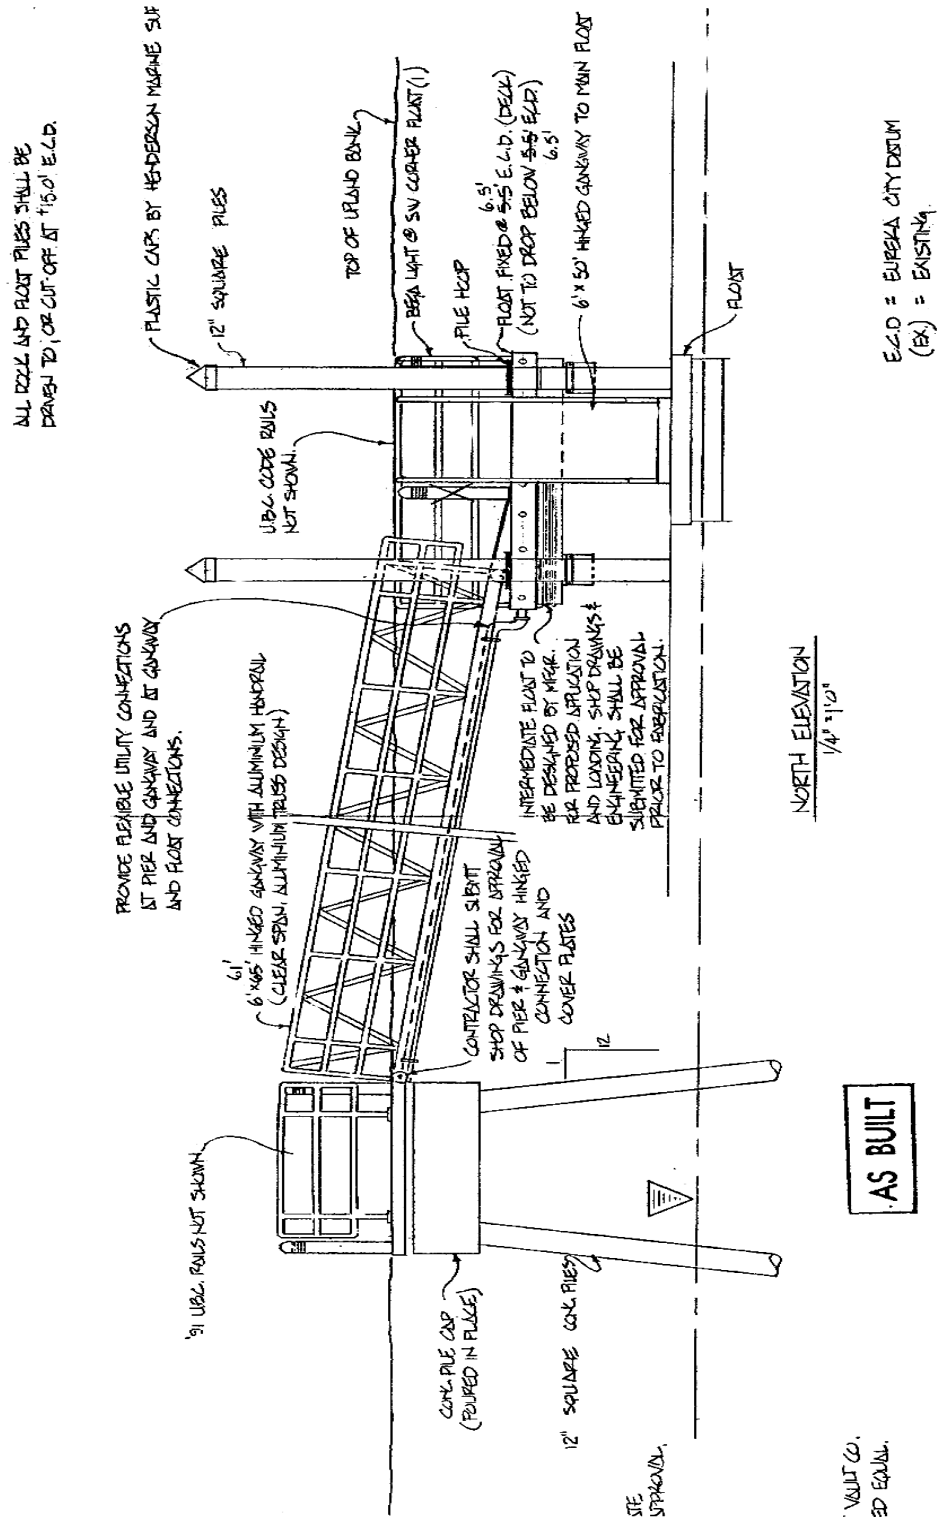 ALL DOCK AND FLOAT PILES SHALL BE
DRIVEN TO, OR CUT-OFF AT +15.0' E.C.D.
PLASTIC CAPS BY HENDERSON MARINE
12" SQUARE PILES
U.B.C. CODE RAILS
NOT SHOWN.
TOP OF UPLAND BANK
BEGA LIGHT @ SW CORNER FLOAT (1)
PILE HOOP
6.5'
FLOAT FIXED @ 5.5' E.C.D. (DECK)
(NOT TO DROP BELOW 5.5' E.C.D.)
6.5'
6' x 50' HINGED GANGWAY TO MAIN FLOAT
FLOAT
E.C.D = EUREKA CITY DATUM
(EX.) = EXISTING.
PROVIDE FLEXIBLE UTILITY CONNECTIONS
AT PIER AND GANGWAY AND AT GANGWAY
AND FLOAT CONNECTIONS.
61'
6' x 65' HINGED GANGWAY WITH ALUMINIUM HANDRAIL
(CLEAR SPAN, ALUMINIUM TRUSS DESIGN)
INTERMEDIATE FLOAT TO
BE DESIGNED BY MFGR.
FOR PROPOSED APPLICATION
AND LOADING, SHOP DRAWINGS &
ENGINEERING SHALL BE
SUBMITTED FOR APPROVAL
PRIOR TO FABRICATION.
CONTRACTOR SHALL SUBMIT
SHOP DRAWINGS FOR APPROVAL
OF PIER & GANGWAY HINGED
CONNECTION AND
COVER PLATES
1
12
NORTH ELEVATION
1/4" = 1'0"
'91 U.B.C. RAILS NOT SHOWN
CONC. PILE CAP
(POURED IN PLACE)
12" SQUARE CONC. PILES
AS BUILT
APPROVAL.
VAULT CO.
EQUAL.